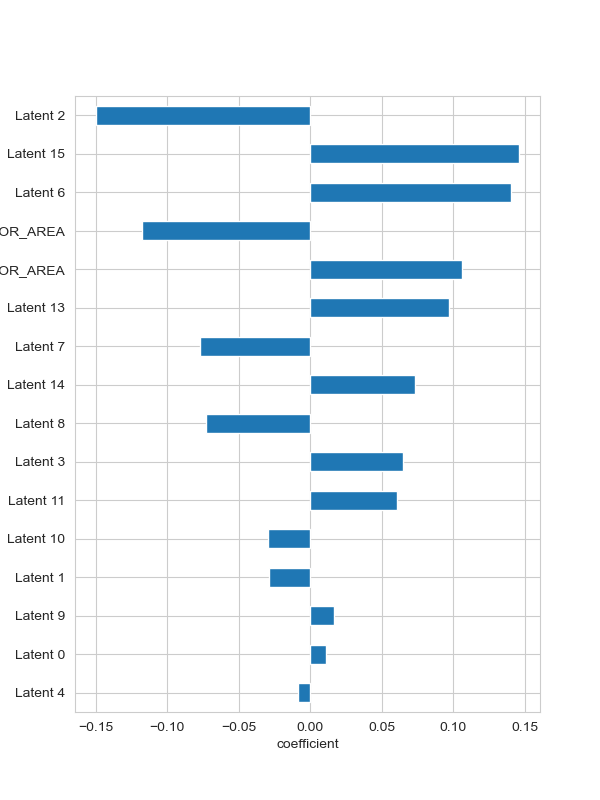 Latent 2
Latent 15
Latent 6
OR_AREA
OR_AREA
Latent 13
Latent 7
Latent 14
Latent 8
Latent 3
Latent 11
Latent 10
Latent 1
Latent 9
Latent 0
Latent 4
−0.15 −0.10 −0.05 0.00 0.05 0.10 0.15
coefficient